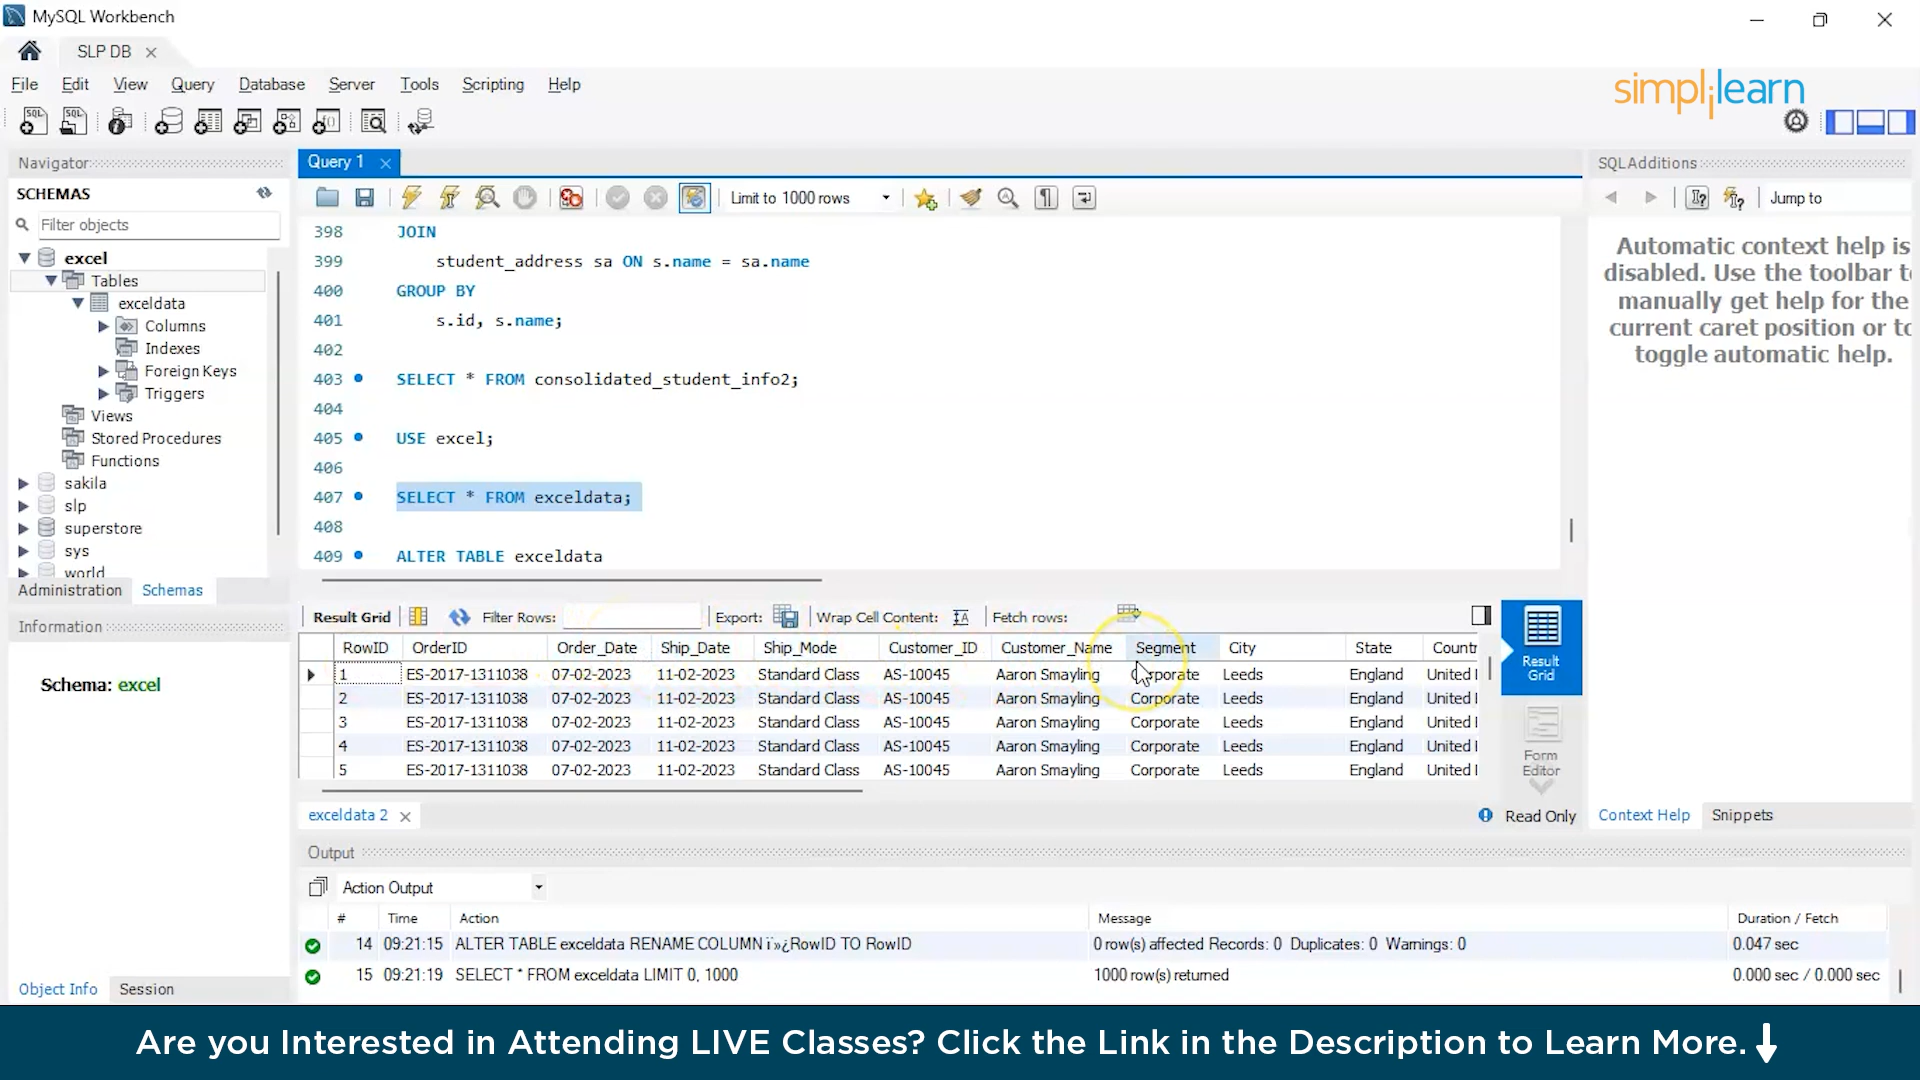 MySQL Workbench
SLP DB
File Edit View Query Database Server Tools Scripting Help
simplilearn
Navigator
SCHEMAS
Filter objects
excel
Tables
exceldata
Columns
Indexes
Foreign Keys
Triggers
Views
Stored Procedures
Functions
sakila
slp
superstore
sys
world
Administration Schemas
Information
Schema: excel
Object Info Session
Query 1
Limit to 1000 rows
398 JOIN
399 student_address sa ON s.name = sa.name
400 GROUP BY
401 s.id, s.name;
402
403 SELECT * FROM consolidated_student_info2;
404
405 USE excel;
406
407 SELECT * FROM exceldata;
408
409 ALTER TABLE exceldata
Result Grid Filter Rows: Export: Wrap Cell Content: Fetch rows:
RowID OrderID Order_Date Ship_Date Ship_Mode Customer_ID Customer_Name Segment City State Countr
1 ES-2017-1311038 07-02-2023 11-02-2023 Standard Class AS-10045 Aaron Smayling Corporate Leeds England United
2 ES-2017-1311038 07-02-2023 11-02-2023 Standard Class AS-10045 Aaron Smayling Corporate Leeds England United
3 ES-2017-1311038 07-02-2023 11-02-2023 Standard Class AS-10045 Aaron Smayling Corporate Leeds England United
4 ES-2017-1311038 07-02-2023 11-02-2023 Standard Class AS-10045 Aaron Smayling Corporate Leeds England United
5 ES-2017-1311038 07-02-2023 11-02-2023 Standard Class AS-10045 Aaron Smayling Corporate Leeds England United
Result
Grid
Form
Editor
exceldata 2
Read Only
SQLAdditions
Jump to
Automatic context help is
disabled. Use the toolbar to
manually get help for the
current caret position or to
toggle automatic help.
Context Help Snippets
Output
Action Output
# Time Action Message Duration / Fetch
14 09:21:15 ALTER TABLE exceldata RENAME COLUMN ï»¿RowID TO RowID 0 row(s) affected Records: 0 Duplicates: 0 Warnings: 0 0.047 sec
15 09:21:19 SELECT * FROM exceldata LIMIT 0, 1000 1000 row(s) returned 0.000 sec / 0.000 sec
Are you Interested in Attending LIVE Classes? Click the Link in the Description to Learn More.